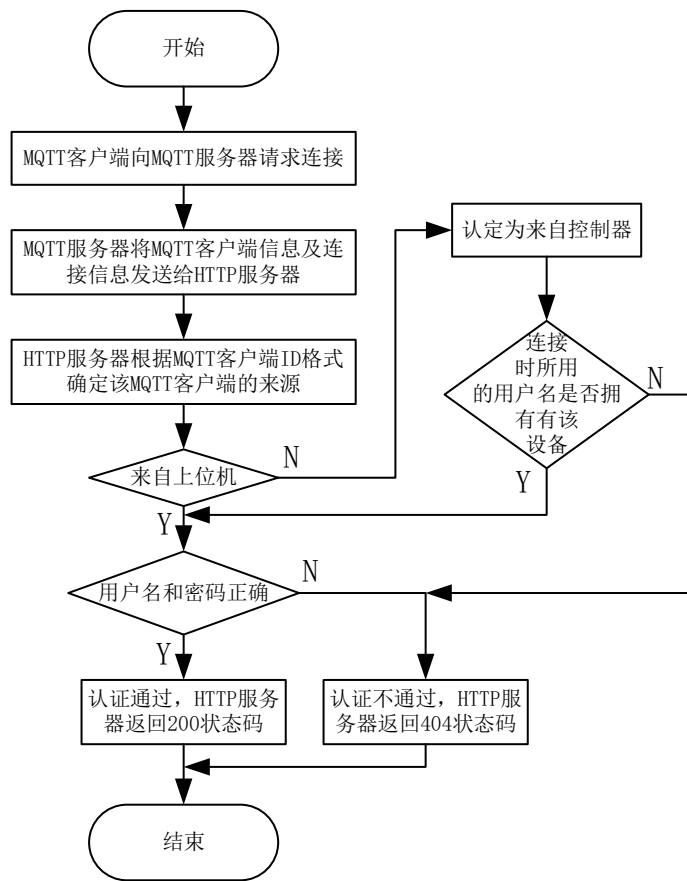 开始
MQTT客户端向MQTT服务器请求连接
MQTT服务器将MQTT客户端信息及连
接信息发送给HTTP服务器
HTTP服务器根据MQTT客户端ID格式
确定该MQTT客户端的来源
来自上位机
N
Y
认定为来自控制器
连接
时所用
的用户名是否拥
有有该
设备
N
Y
用户名和密码正确
N
Y
认证通过，HTTP服务
器返回200状态码
认证不通过，HTTP服
务器返回404状态码
结束